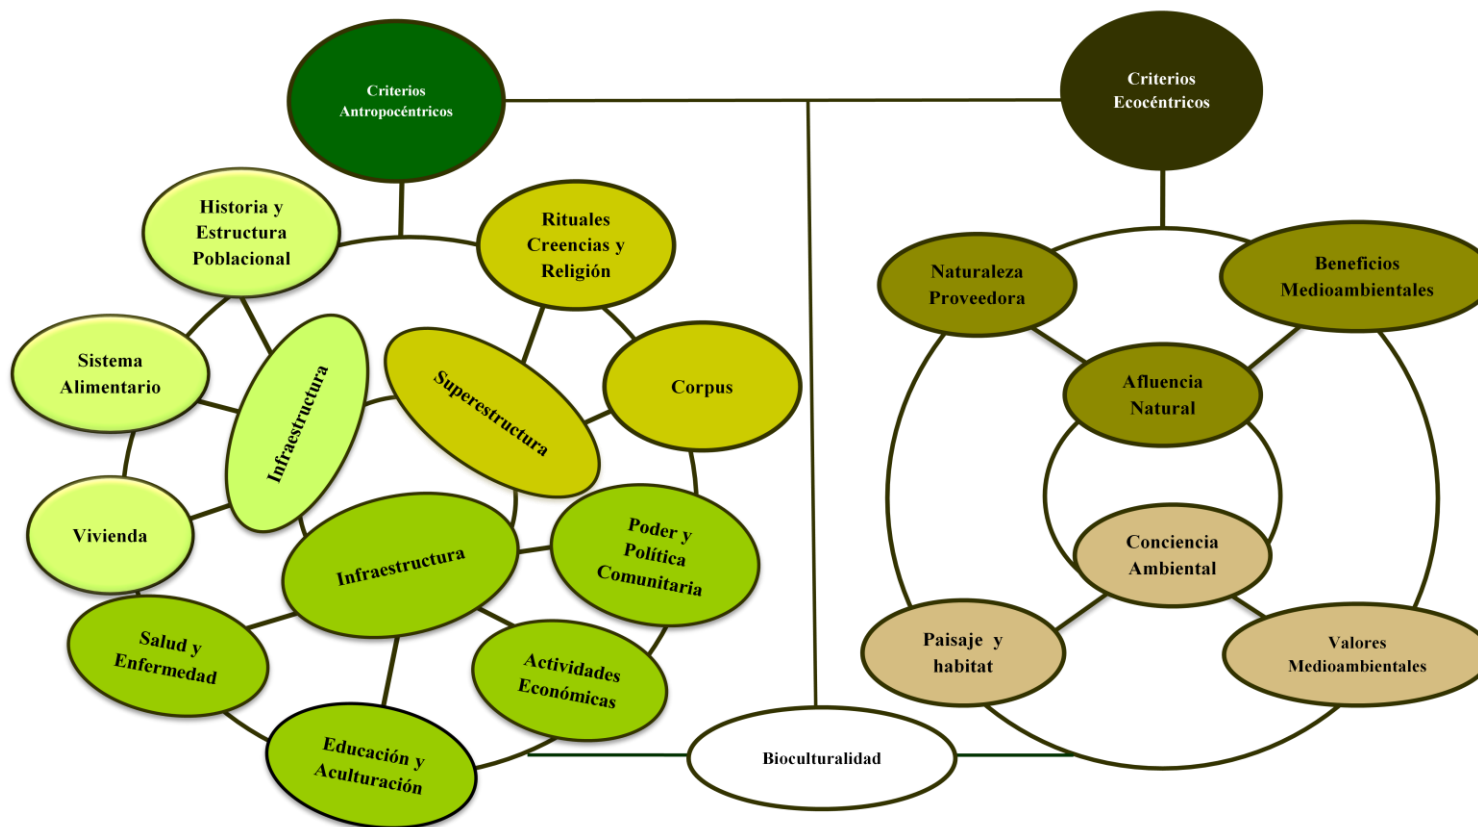 Criterios
Antropocéntricos
Criterios
Ecocéntricos
Historia y
Estructura
Poblacional
Rituales
Creencias y
Religión
Sistema
Alimentario
Infraestructura
Superestructura
Corpus
Vivienda
Infraestructura
Poder y
Política
Comunitaria
Salud y
Enfermedad
Actividades
Económicas
Educación y
Aculturación
Naturaleza
Proveedora
Beneficios
Medioambientales
Afluencia
Natural
Conciencia
Ambiental
Paisaje y
habitat
Valores
Medioambientales
Bioculturalidad